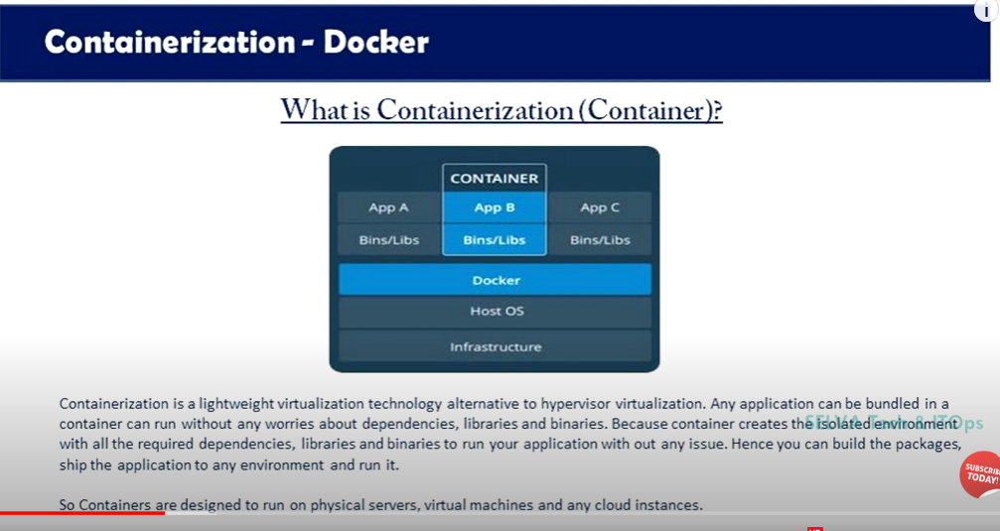 i
Containerization - Docker
What is Containerization (Container)?
CONTAINER
App A App B App C
Bins/Libs Bins/Libs Bins/Libs
Docker
Host OS
Infrastructure
Containerization is a lightweight virtualization technology alternative to hypervisor virtualization. Any application can be bundled in a
container can run without any worries about dependencies, libraries and binaries. Because container creates the isolated environment
SELVA Tech & ITOps
with all the required dependencies, libraries and binaries to run your application with out any issue. Hence you can build the packages,
ship the application to any environment and run it.
SUBSCRIBE
TODAY!
So Containers are designed to run on physical servers, virtual machines and any cloud instances.